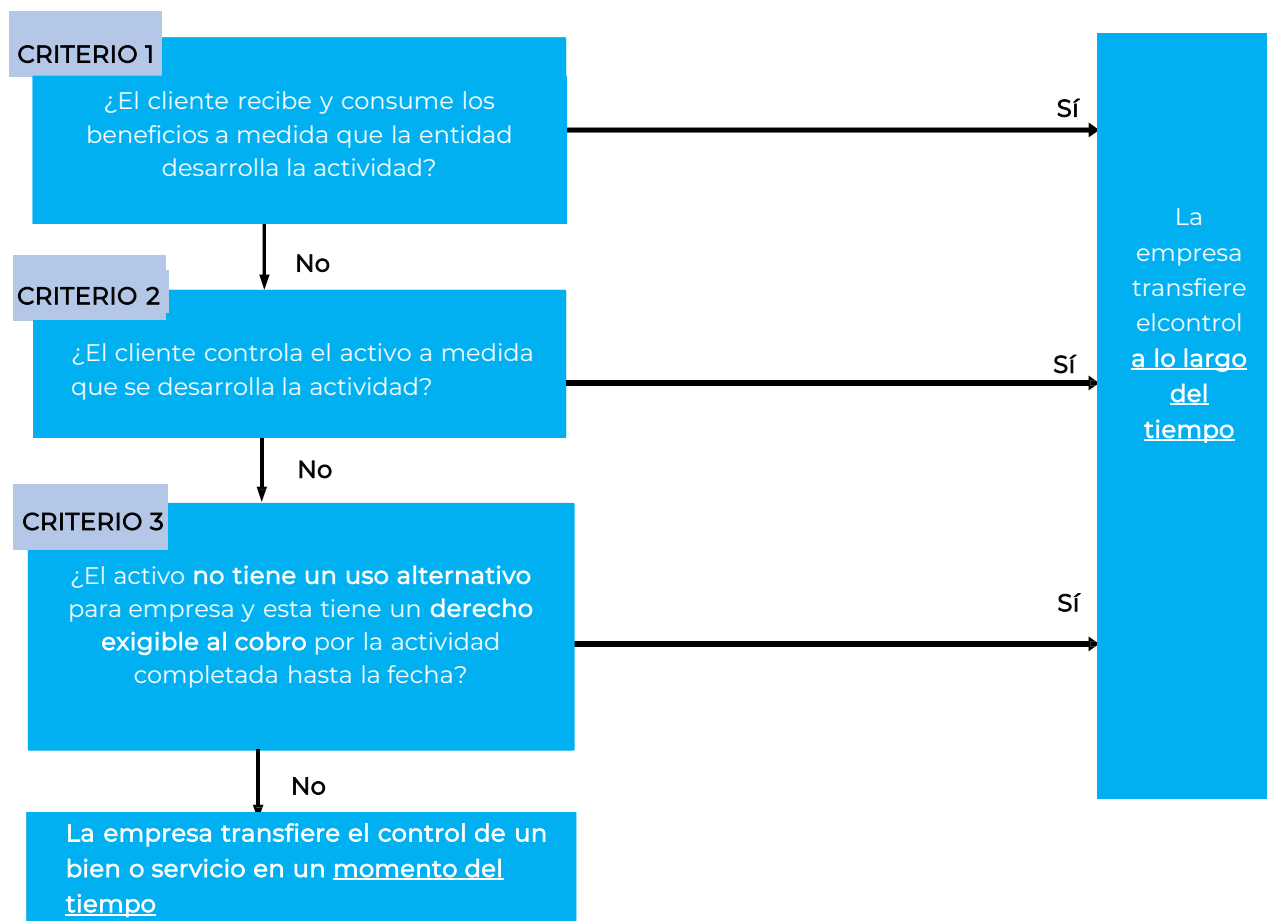 CRITERIO 1
¿El cliente recibe y consume los
beneficios a medida que la entidad
desarrolla la actividad?
Sí
No
CRITERIO 2
¿El cliente controla el activo a medida
que se desarrolla la actividad?
Sí
No
CRITERIO 3
¿El activo no tiene un uso alternativo
para empresa y esta tiene un derecho
exigible al cobro por la actividad
completada hasta la fecha?
Sí
No
La empresa transfiere el control de un
bien o servicio en un momento del
tiempo
La
empresa
transfiere
elcontrol
a lo largo
del
tiempo